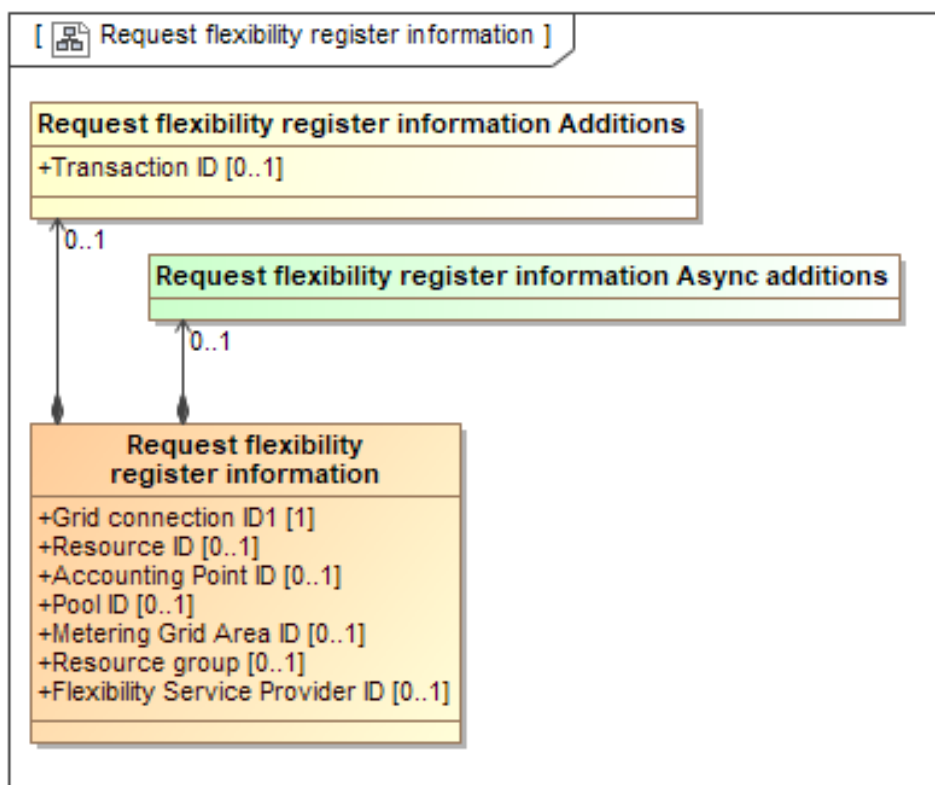 [ Request flexibility register information ]
Request flexibility register information Additions
+Transaction ID [0..1]
0..1
Request flexibility register information Async additions
0..1
Request flexibility
register information
+Grid connection ID1 [1]
+Resource ID [0..1]
+Accounting Point ID [0..1]
+Pool ID [0..1]
+Metering Grid Area ID [0..1]
+Resource group [0..1]
+Flexibility Service Provider ID [0..1]